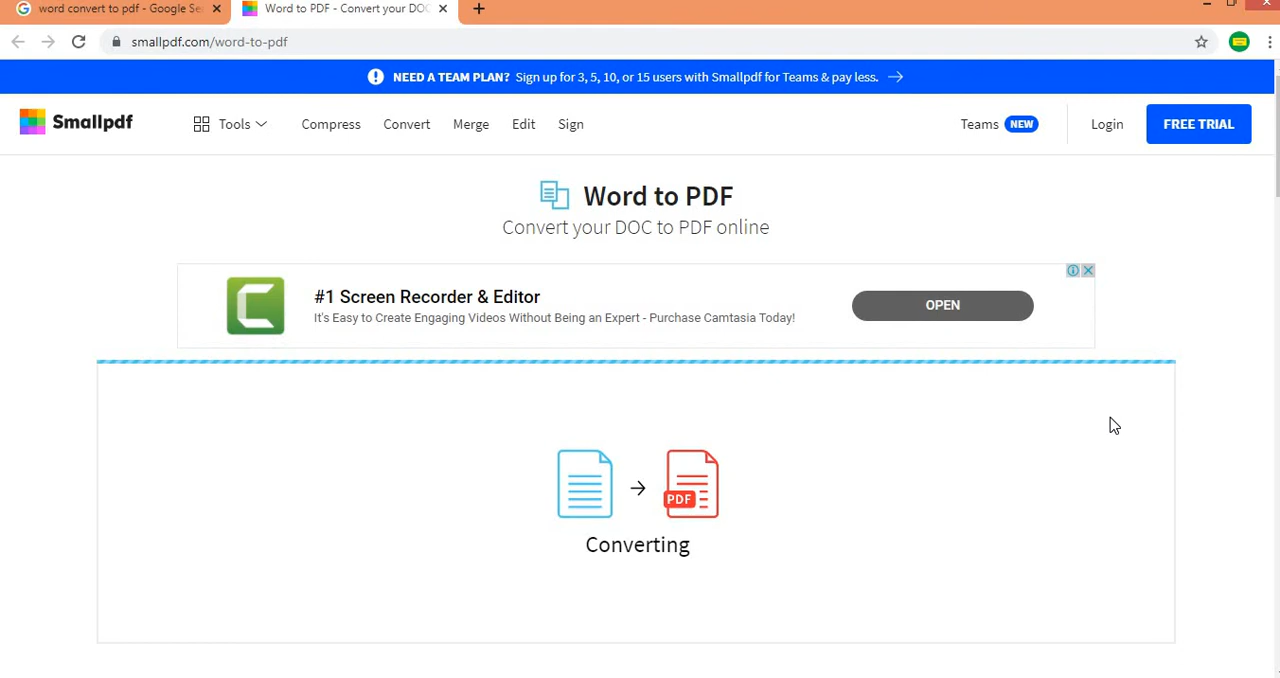 word convert to pdf - Google Se
Word to PDF - Convert your DOC
smallpdf.com/word-to-pdf
NEED A TEAM PLAN? Sign up for 3, 5, 10, or 15 users with Smallpdf for Teams & pay less.
Smallpdf
Tools
Compress
Convert
Merge
Edit
Sign
Teams NEW
Login
FREE TRIAL
Word to PDF
Convert your DOC to PDF online
#1 Screen Recorder & Editor
It's Easy to Create Engaging Videos Without Being an Expert - Purchase Camtasia Today!
OPEN
PDF
Converting